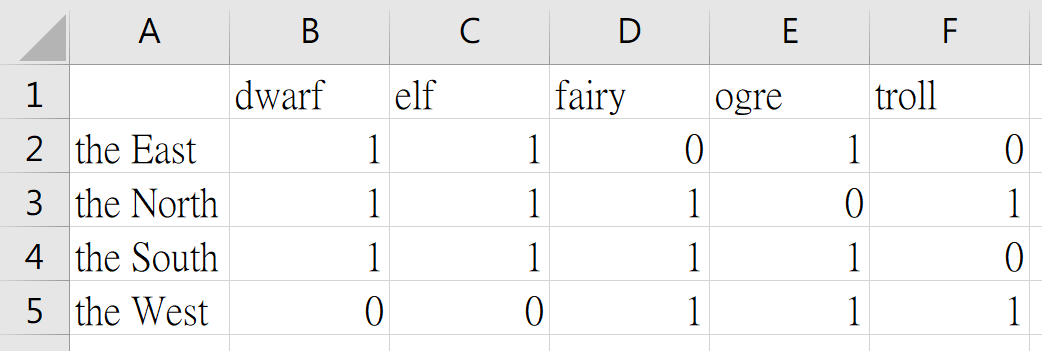 A B C D E F
1 dwarf elf fairy ogre troll
2 the East 1 1 0 1 0
3 the North 1 1 1 0 1
4 the South 1 1 1 1 0
5 the West 0 0 1 1 1